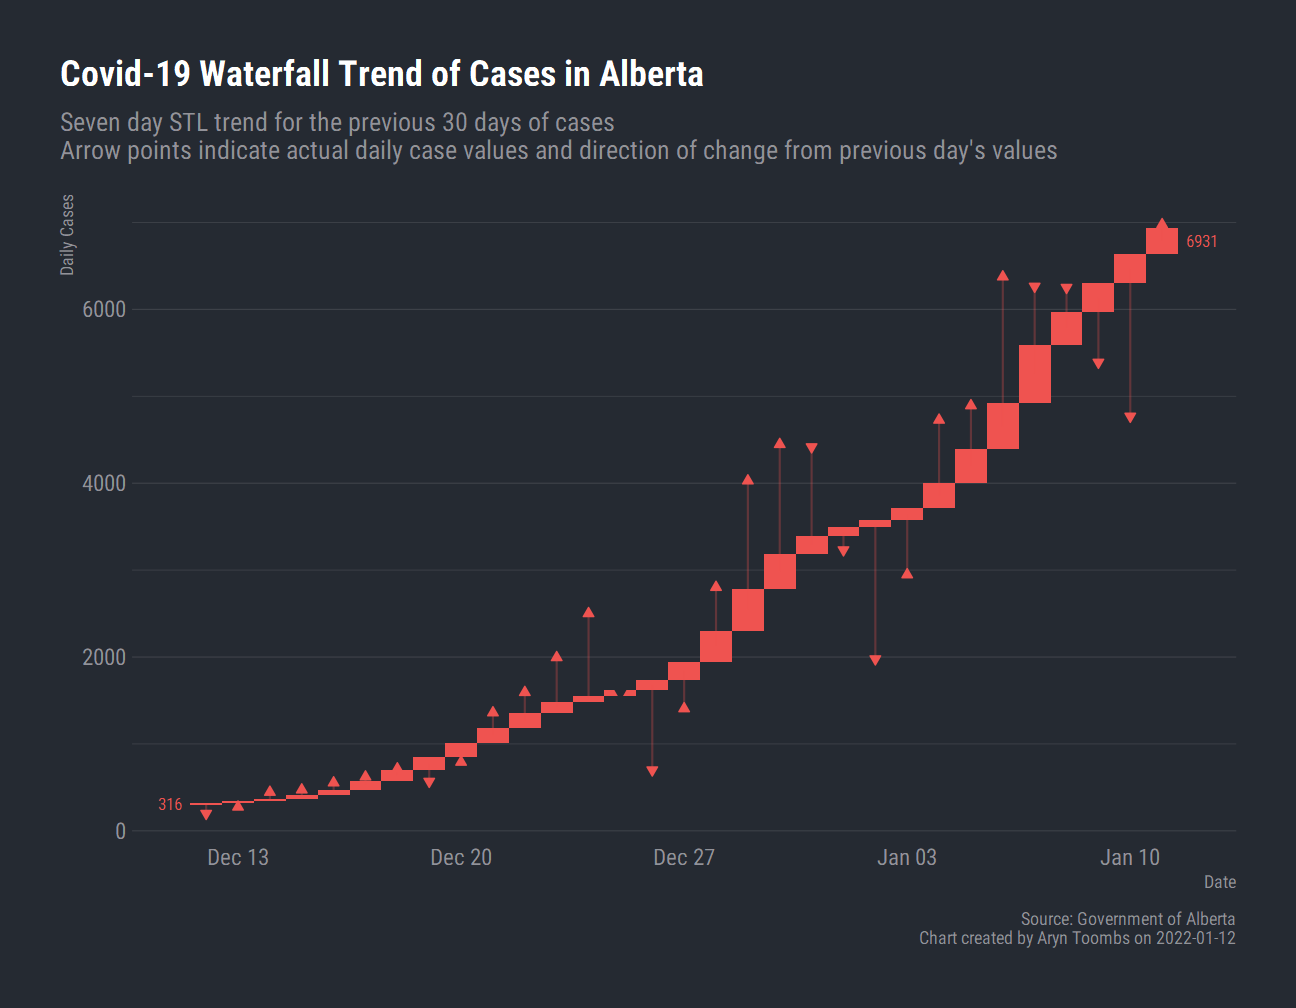 Covid-19 Waterfall Trend of Cases in Alberta
Seven day STL trend for the previous 30 days of cases
Arrow points indicate actual daily case values and direction of change from previous day's values
Daily Cases
6931
6000
4000
2000
316
0
Dec 13
Dec 20
Dec 27
Jan 03
Jan 10
Date
Source: Government of Alberta
Chart created by Aryn Toombs on 2022-01-12